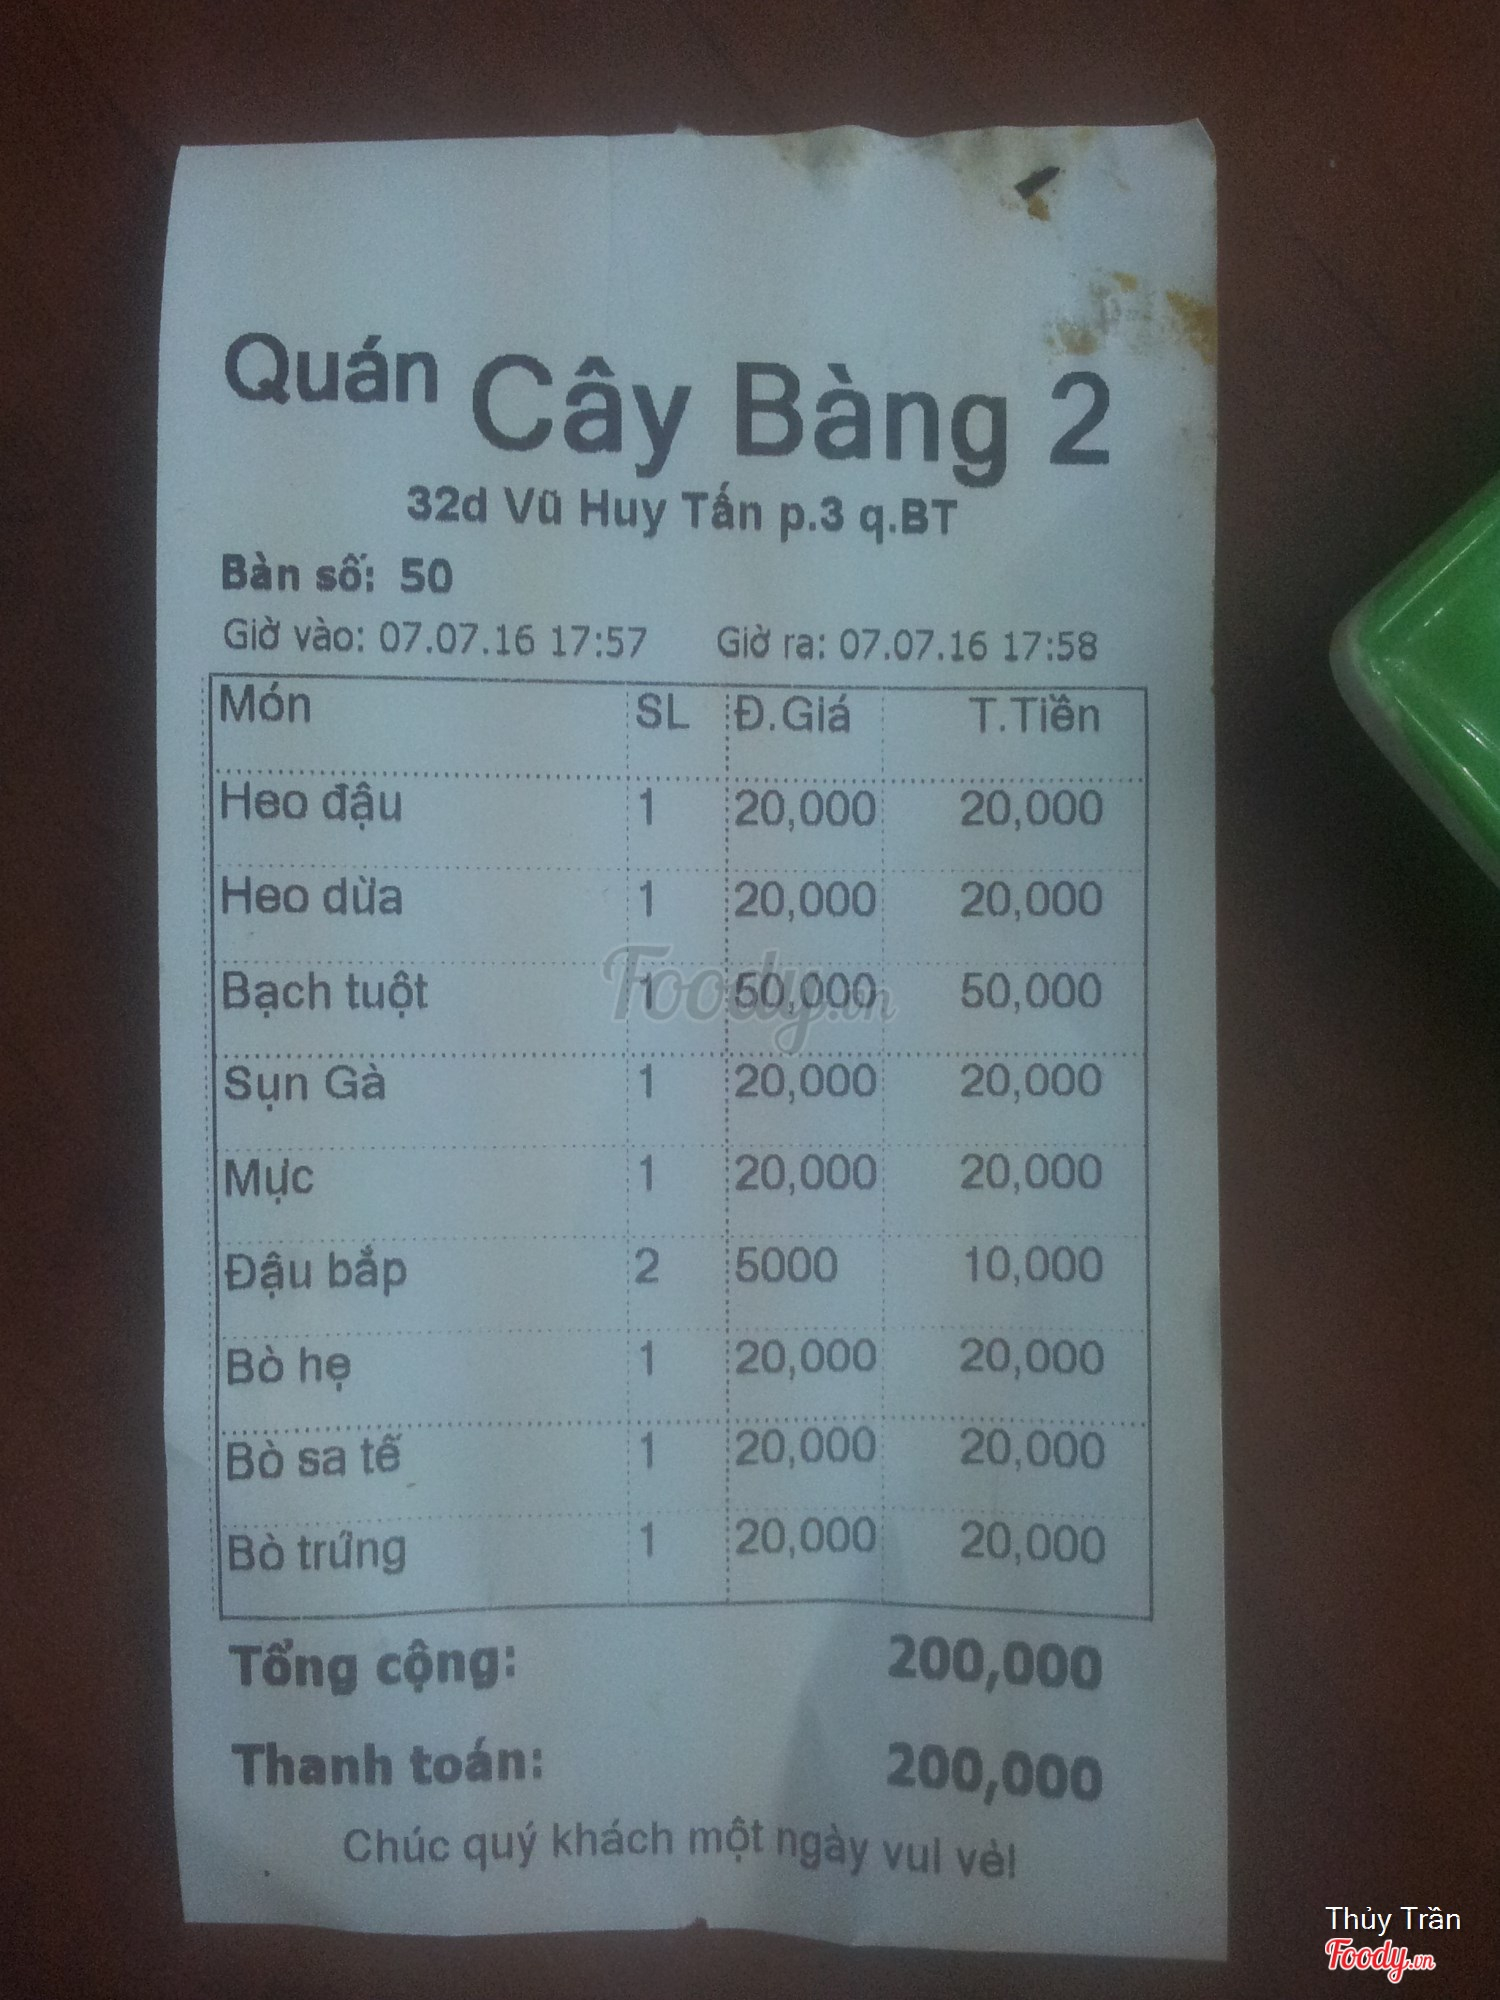 Quán Cây Bàng 2
32d Vũ Huy Tấn p.3 q.BT
Bàn số: 50
Giờ vào: 07.07.16 17:57 Giờ ra: 07.07.16 17:58
Món SL Đ.Giá T.Tiền
Heo đậu 1 20,000 20,000
Heo dừa 1 20,000 20,000
Bạch tuột 1 50,000 50,000
Sụn Gà 1 20,000 20,000
Mực 1 20,000 20,000
Đậu bắp 2 5000 10,000
Bò hẹ 1 20,000 20,000
Bò sa tế 1 20,000 20,000
Bò trứng 1 20,000 20,000
Tổng cộng: 200,000
Thanh toán: 200,000
Chúc quý khách một ngày vui vẻ!
Foody.vn
Thủy Trần
Foody.vn